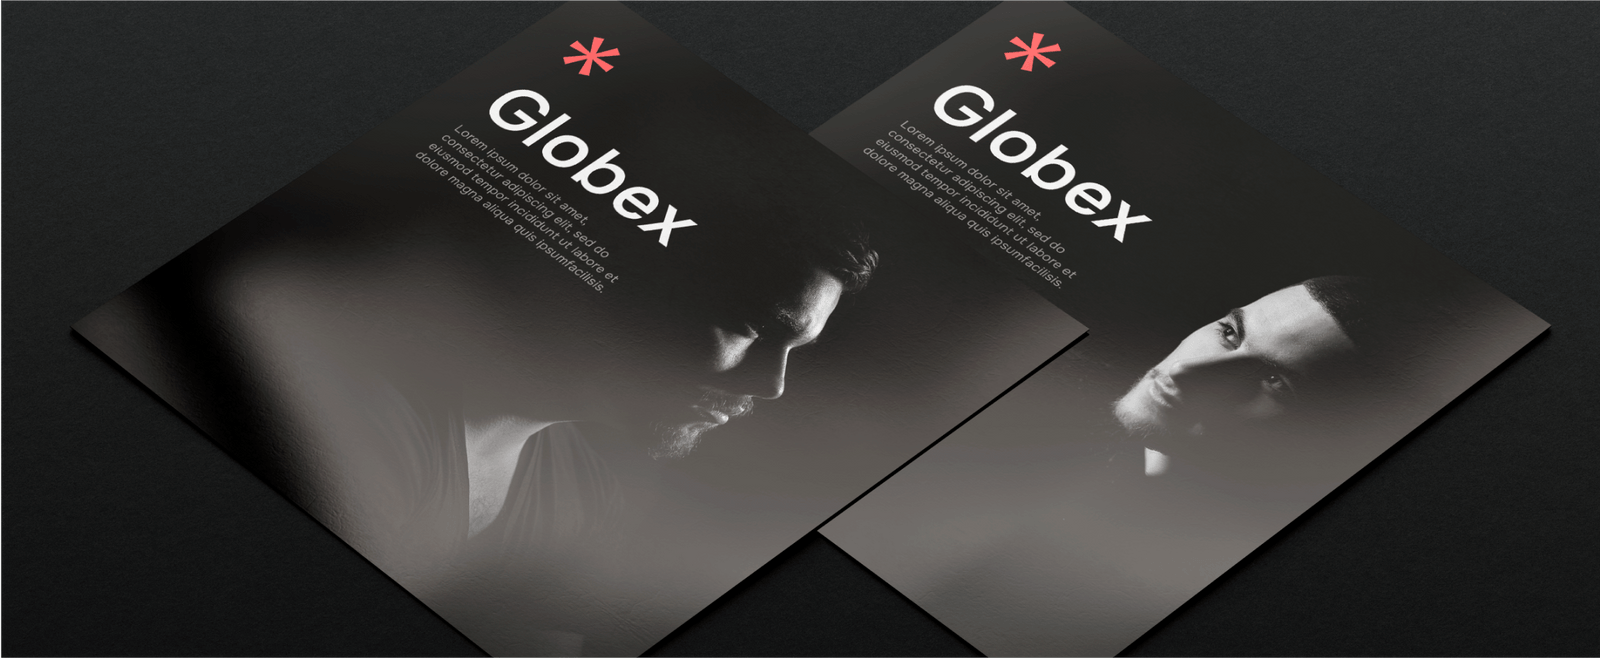 *
Globex
Lorem ipsum dolor sit amet,
consectetur adipiscing elit, sed do
eiusmod tempor incididunt ut labore et
dolore magna aliqua quis ipsumfacilisis.
*
Globex
Lorem ipsum dolor sit amet,
consectetur adipiscing elit, sed do
eiusmod tempor incididunt ut labore et
dolore magna aliqua quis ipsumfacilisis.